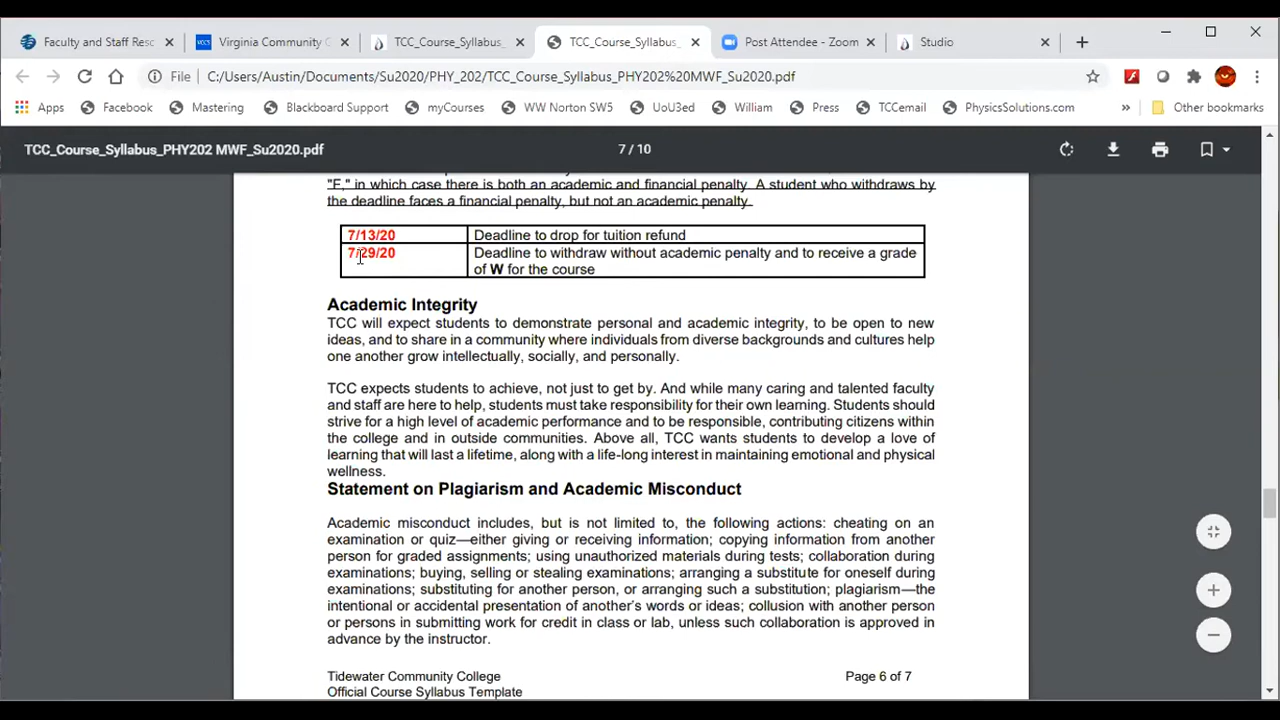 Faculty and Staff Resc
Virginia Community C
TCC_Course_Syllabus_
TCC_Course_Syllabus_
Post Attendee - Zoom
Studio
File
C:/Users/Austin/Documents/Su2020/PHY_202/TCC_Course_Syllabus_PHY202%20MWF_Su2020.pdf
Apps
Facebook
Mastering
Blackboard Support
myCourses
WW Norton SW5
UoU3ed
William
Press
TCCemail
PhysicsSolutions.com
»
Other bookmarks
TCC_Course_Syllabus_PHY202 MWF_Su2020.pdf
7 / 10
"F," in which case there is both an academic and financial penalty. A student who withdraws by
the deadline faces a financial penalty, but not an academic penalty.
7/13/20 Deadline to drop for tuition refund
7/29/20 Deadline to withdraw without academic penalty and to receive a grade
of W for the course
Academic Integrity
TCC will expect students to demonstrate personal and academic integrity, to be open to new
ideas, and to share in a community where individuals from diverse backgrounds and cultures help
one another grow intellectually, socially, and personally.
TCC expects students to achieve, not just to get by. And while many caring and talented faculty
and staff are here to help, students must take responsibility for their own learning. Students should
strive for a high level of academic performance and to be responsible, contributing citizens within
the college and in outside communities. Above all, TCC wants students to develop a love of
learning that will last a lifetime, along with a life-long interest in maintaining emotional and physical
wellness.
Statement on Plagiarism and Academic Misconduct
Academic misconduct includes, but is not limited to, the following actions: cheating on an
examination or quiz—either giving or receiving information; copying information from another
person for graded assignments; using unauthorized materials during tests; collaboration during
examinations; buying, selling or stealing examinations; arranging a substitute for oneself during
examinations; substituting for another person, or arranging such a substitution; plagiarism—the
intentional or accidental presentation of another's words or ideas; collusion with another person
or persons in submitting work for credit in class or lab, unless such collaboration is approved in
advance by the instructor.
Tidewater Community College
Page 6 of 7
Official Course Syllabus Template